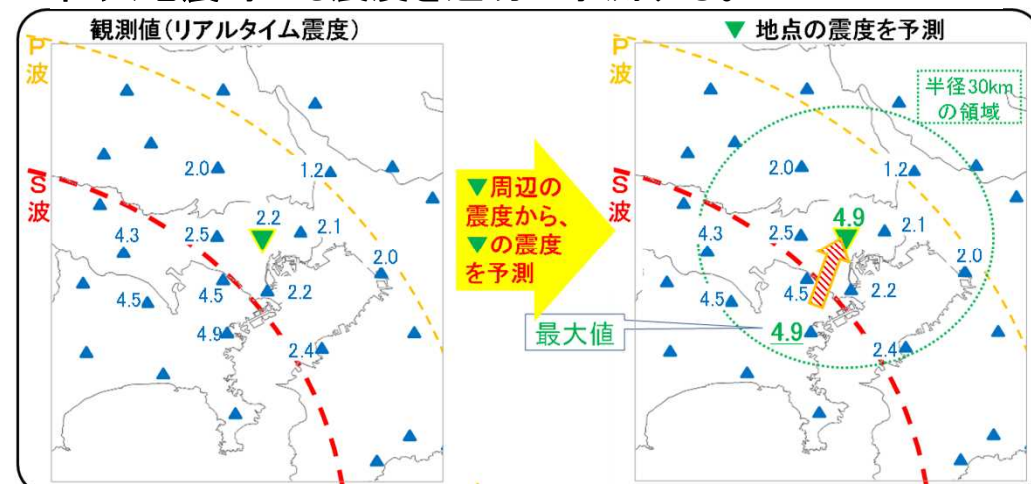 観測値(リアルタイム震度)
P
波
S
波
2.0
1.2
2.2
2.1
2.5
4.3
2.0
4.5
4.5
2.2
4.9
2.4
▼周辺の
震度から、
▼の震度
を予測
▼ 地点の震度を予測
半径30km
の領域
P
波
S
波
2.0
1.2
4.9
2.1
2.5
4.3
2.0
4.5
4.5
2.2
最大値
4.9
2.4